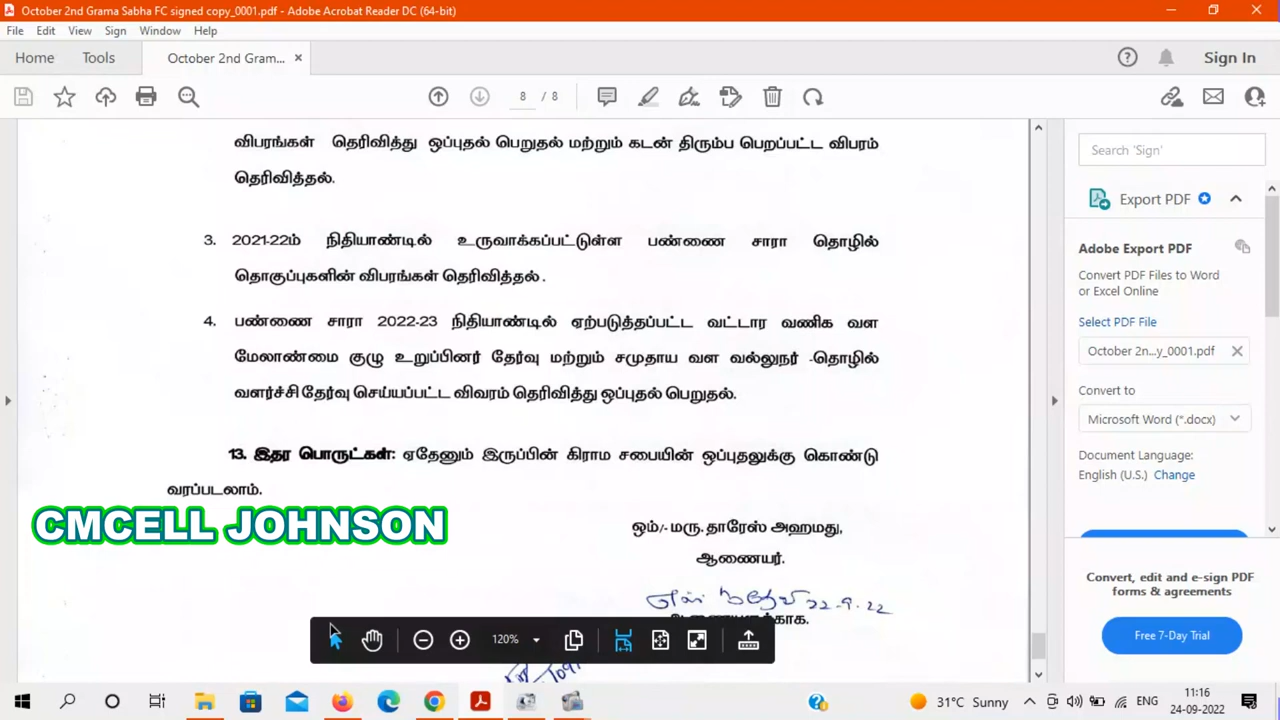 October 2nd Grama Sabha FC signed copy_0001.pdf - Adobe Acrobat Reader DC (64-bit)
File Edit View Sign Window Help
Home Tools October 2nd Gram... × Sign In
8 / 8
விபரங்கள் தெரிவித்து ஒப்புதல் பெறுதல் மற்றும் கடன் திரும்ப பெறப்பட்ட விபரம்
தெரிவித்தல்.
3. 2021-22ம் நிதியாண்டில் உருவாக்கப்பட்டுள்ள பண்ணை சாரா தொழில்
தொகுப்புகளின் விபரங்கள் தெரிவித்தல்.
4. பண்ணை சாரா 2022-23 நிதியாண்டில் ஏற்படுத்தப்பட்ட வட்டார வணிக வள
மேலாண்மை குழு உறுப்பினர் தேர்வு மற்றும் சமுதாய வள வல்லுநர் -தொழில்
வளர்ச்சி தேர்வு செய்யப்பட்ட விவரம் தெரிவித்து ஒப்புதல் பெறுதல்.
13. இதர பொருட்கள்: ஏதேனும் இருப்பின் கிராம சபையின் ஒப்புதலுக்கு கொண்டு
வரப்படலாம்.
CMCELL JOHNSON
ஒம்/- மரு. தாரேஸ் அஹமது,
ஆணையர்.
22-9-22
120%
Search 'Sign'
Export PDF
Adobe Export PDF
Convert PDF Files to Word
or Excel Online
Select PDF File
October 2n...y_0001.pdf ×
Convert to
Microsoft Word (*.docx)
Document Language:
English (U.S.) Change
Convert, edit and e-sign PDF
forms & agreements
Free 7-Day Trial
31°C Sunny ENG 11:16
24-09-2022